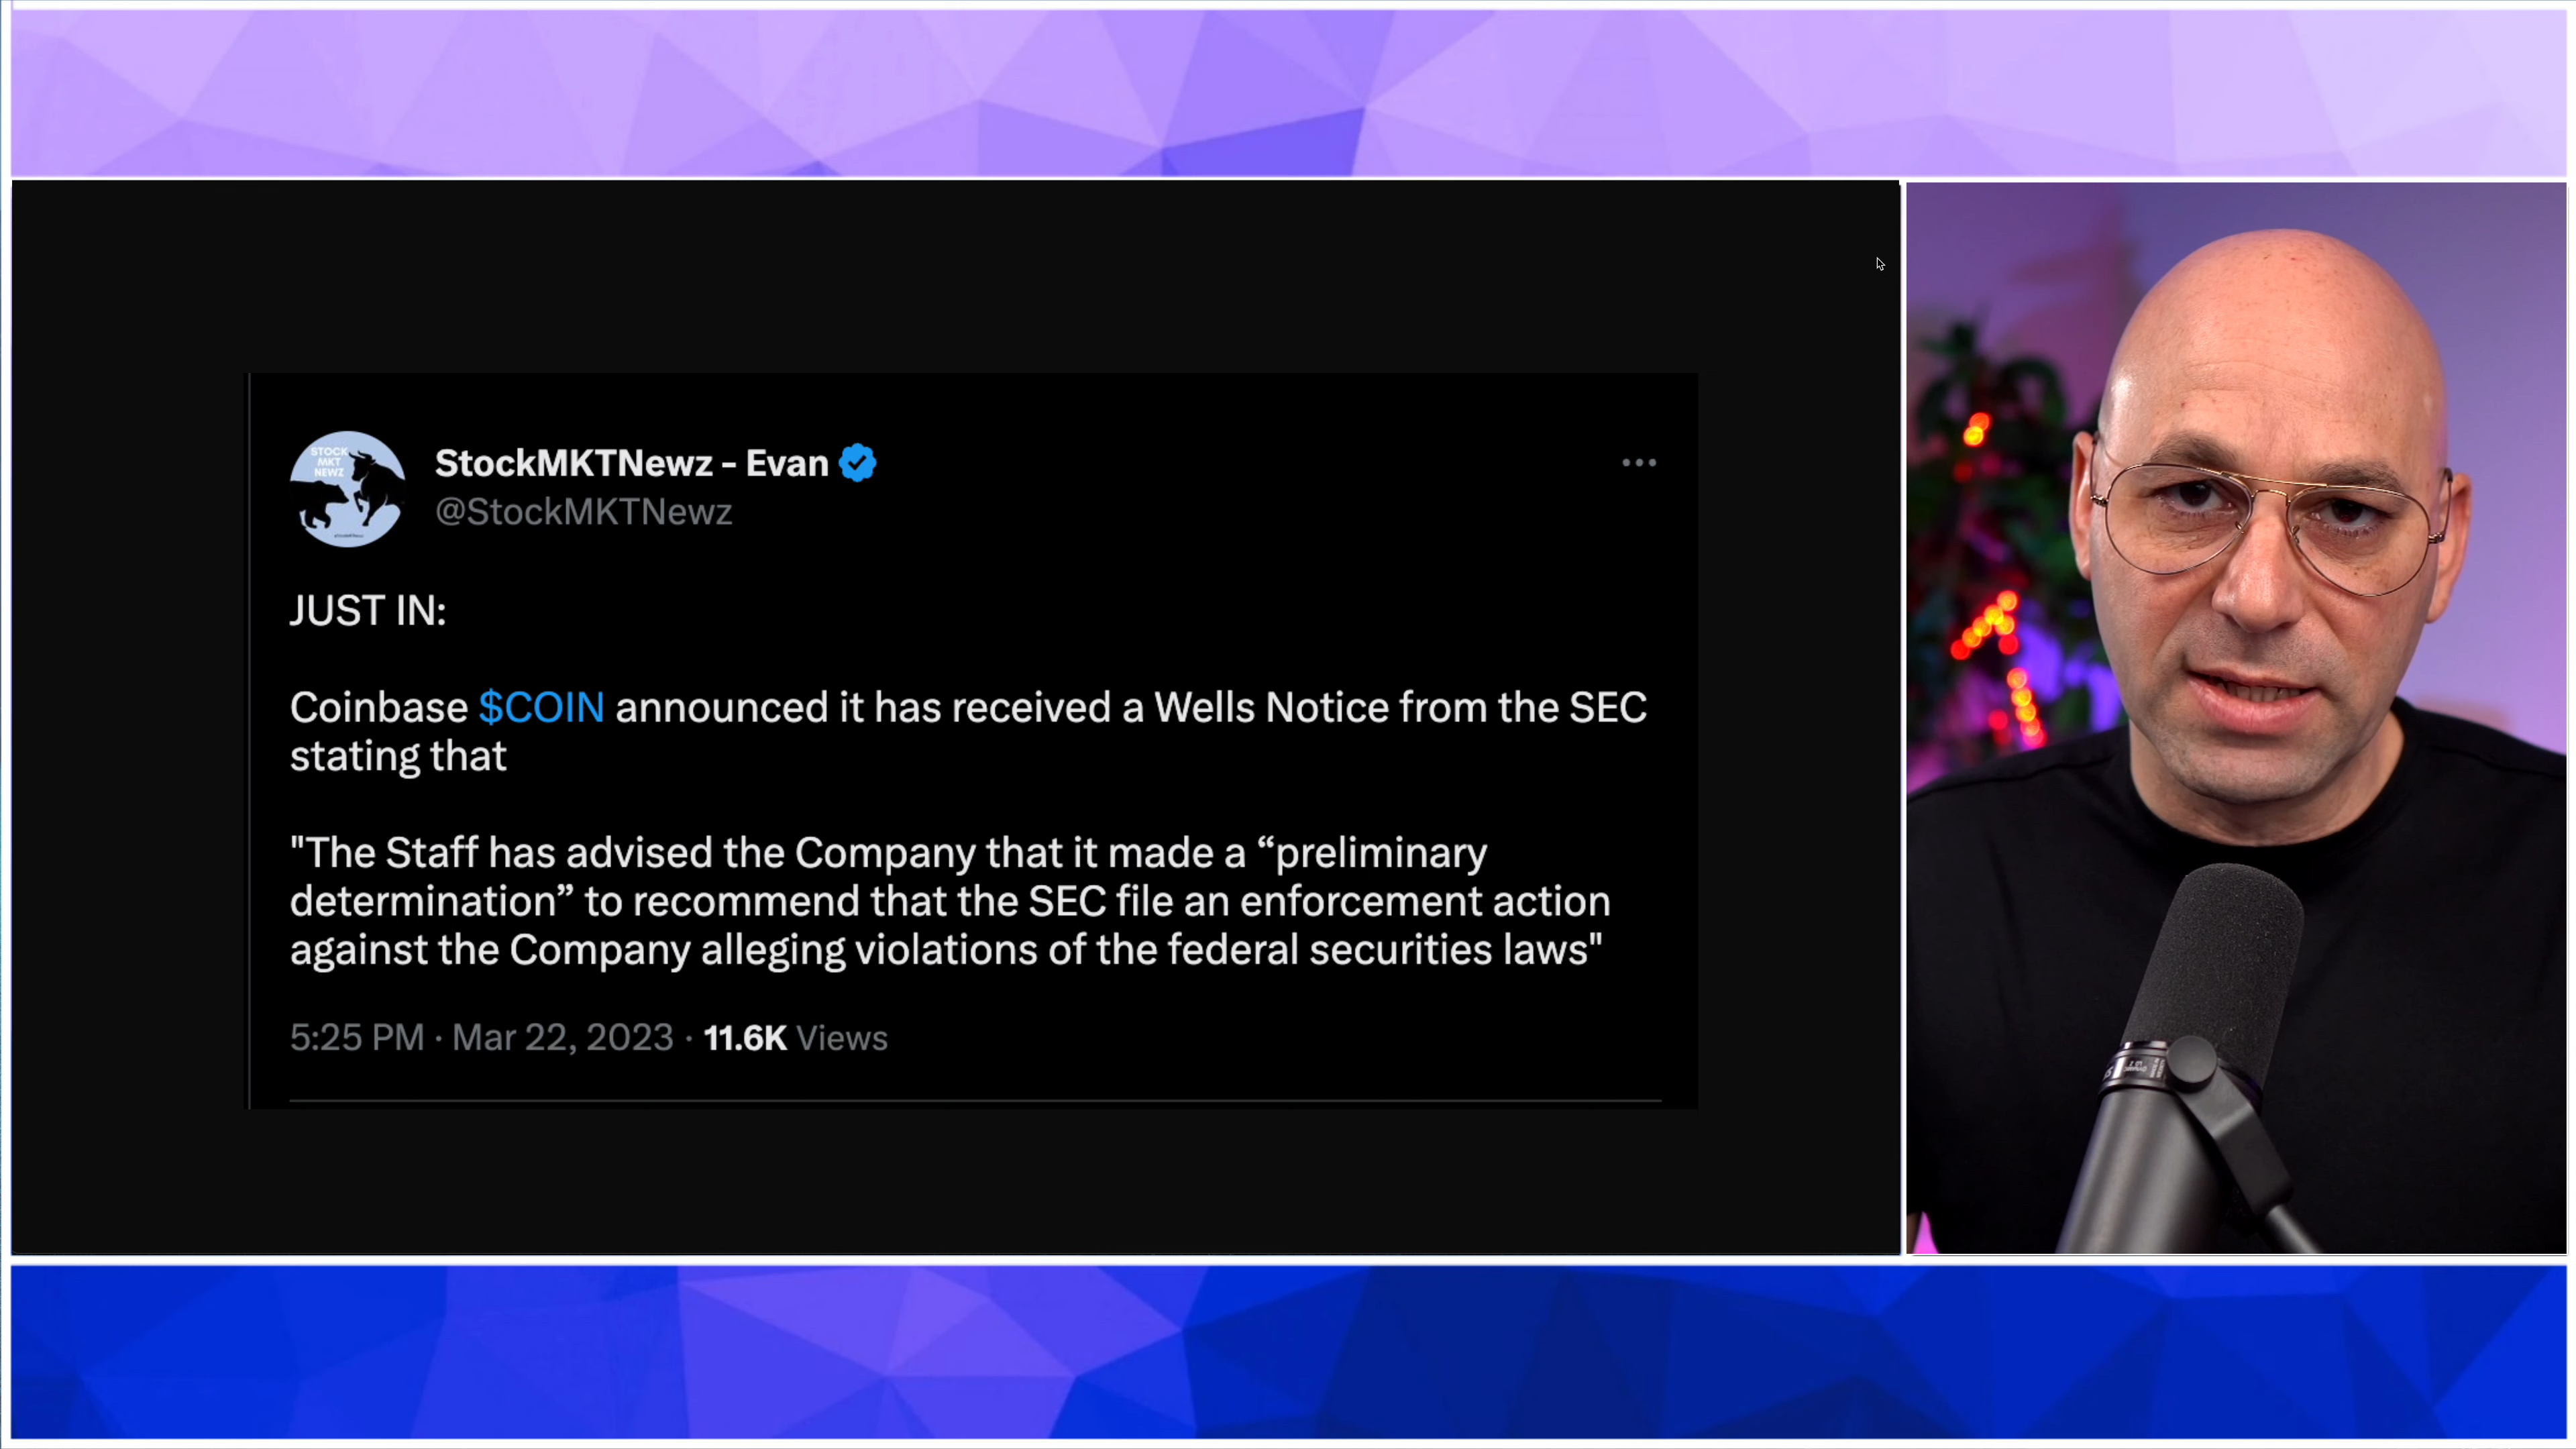 STOCK
MKT
NEWZ
StockMKTNewz - Evan
@StockMKTNewz
JUST IN:
Coinbase $COIN announced it has received a Wells Notice from the SEC
stating that
"The Staff has advised the Company that it made a “preliminary
determination” to recommend that the SEC file an enforcement action
against the Company alleging violations of the federal securities laws"
5:25 PM · Mar 22, 2023 · 11.6K Views